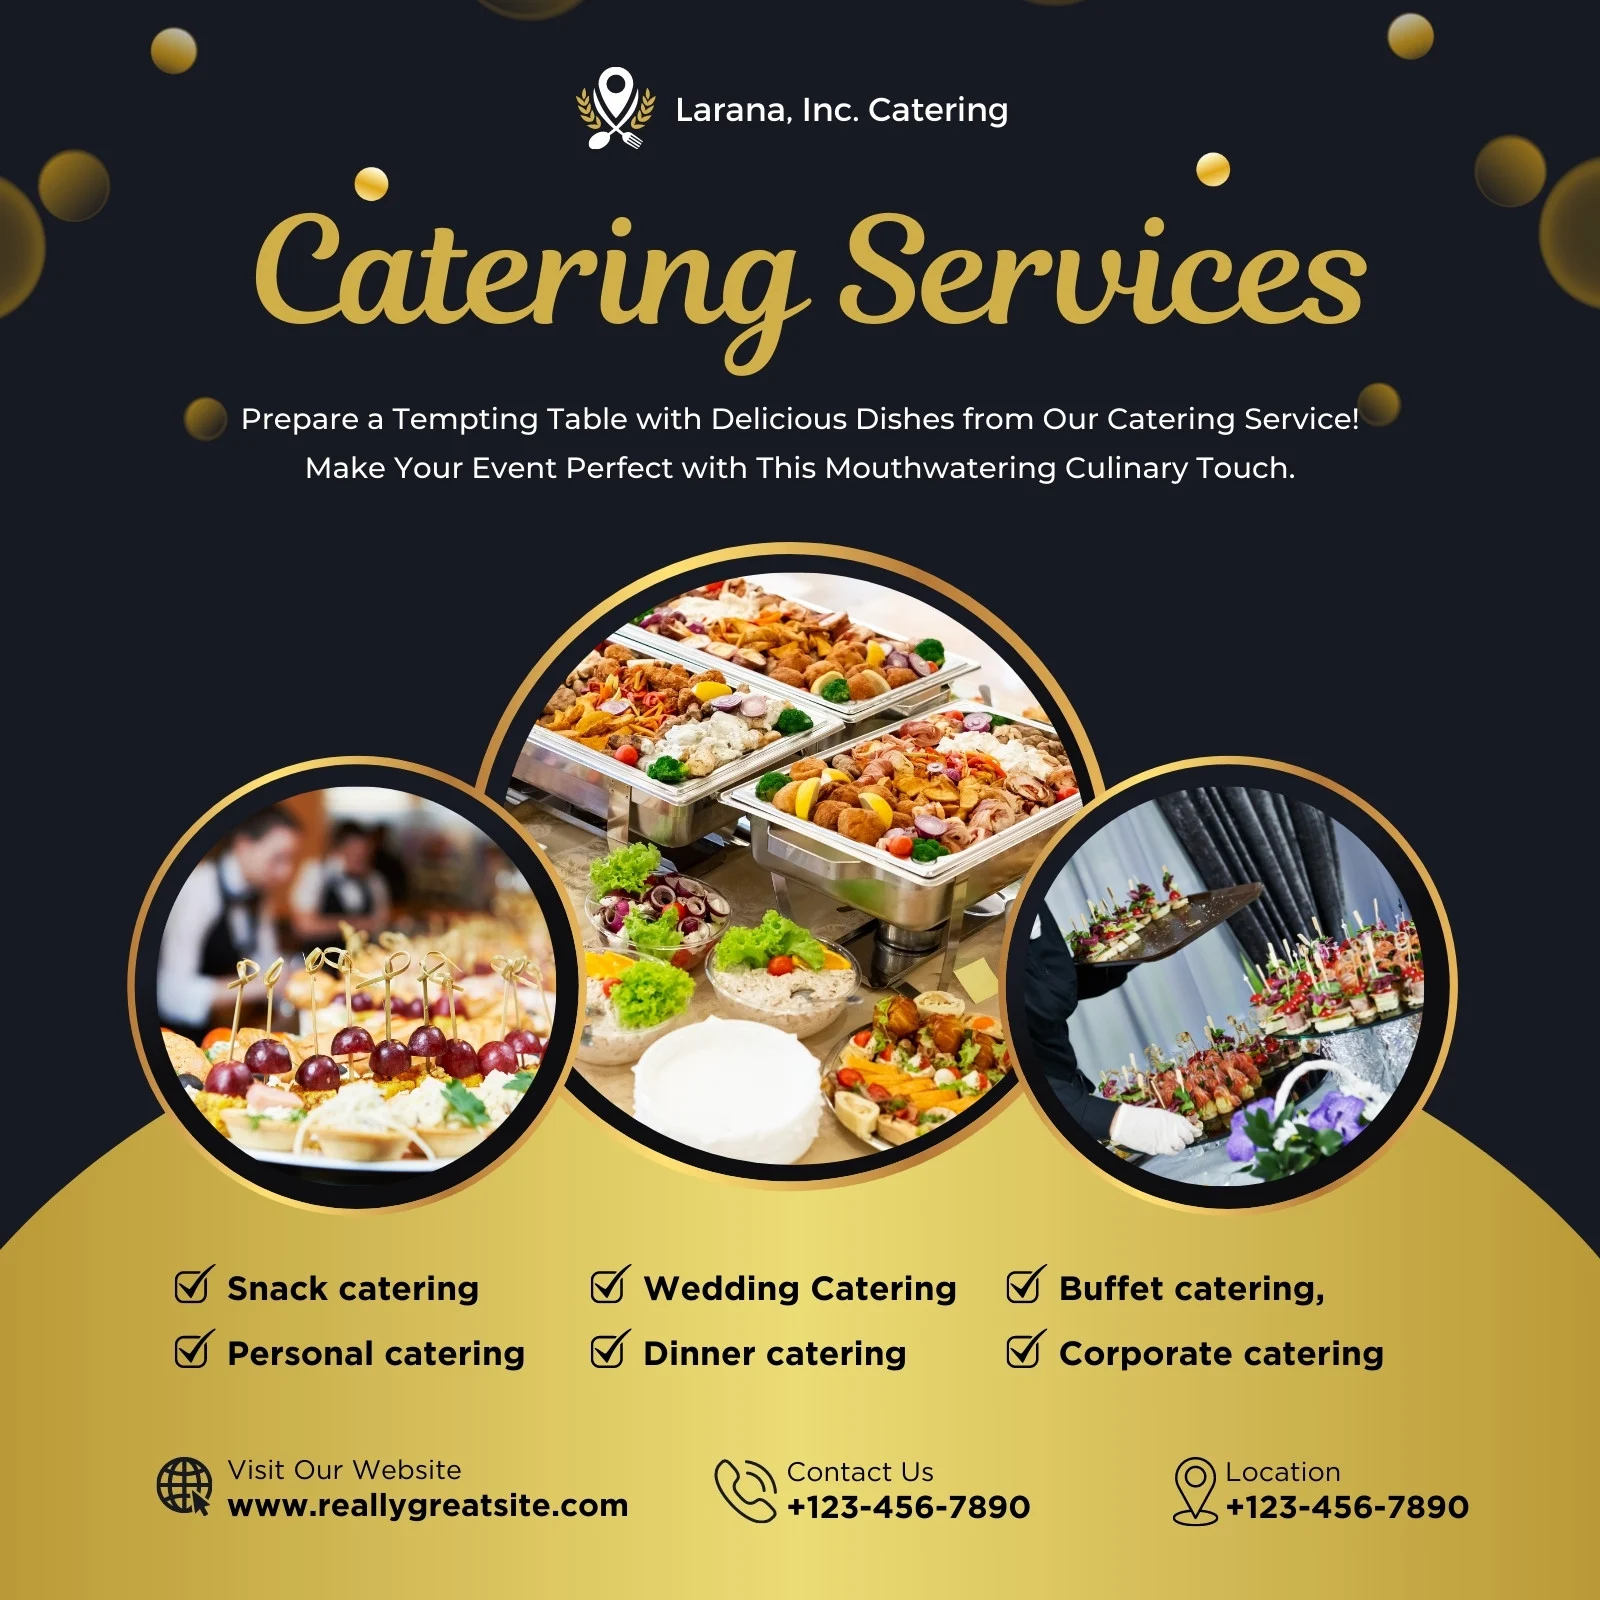 Larana, Inc. Catering
Catering Services
Prepare a Tempting Table with Delicious Dishes from Our Catering Service!
Make Your Event Perfect with This Mouthwatering Culinary Touch.
Snack catering
Wedding Catering
Buffet catering,
Personal catering
Dinner catering
Corporate catering
Visit Our Website
www.reallygreatsite.com
Contact Us
+123-456-7890
Location
+123-456-7890